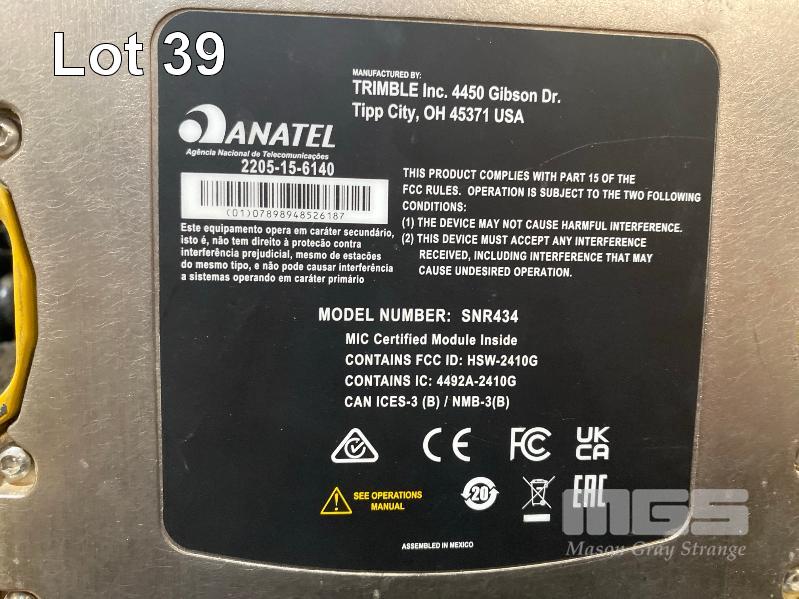 Lot 39
MANUFACTURED BY:
TRIMBLE Inc. 4450 Gibson Dr.
Tipp City, OH 45371 USA
ANATEL
Agência Nacional de Telecomunicações
2205-15-6140
(01)07898948526187
Este equipamento opera em caráter secundário,
isto é, não tem direito à protecão contra
interferência prejudicial, mesmo de estacões
do mesmo tipo, e não pode causar interferência
a sistemas operando em caráter primário
THIS PRODUCT COMPLIES WITH PART 15 OF THE
FCC RULES. OPERATION IS SUBJECT TO THE TWO FOLLOWING
CONDITIONS:
(1) THE DEVICE MAY NOT CAUSE HARMFUL INTERFERENCE.
(2) THIS DEVICE MUST ACCEPT ANY INTERFERENCE
RECEIVED, INCLUDING INTERFERENCE THAT MAY
CAUSE UNDESIRED OPERATION.
MODEL NUMBER: SNR434
MIC Certified Module Inside
CONTAINS FCC ID: HSW-2410G
CONTAINS IC: 4492A-2410G
CAN ICES-3 (B) / NMB-3(B)
CE FC UK CA
SEE OPERATIONS
MANUAL
20
EAC
MGS
Mason Gray Strange
ASSEMBLED IN MEXICO